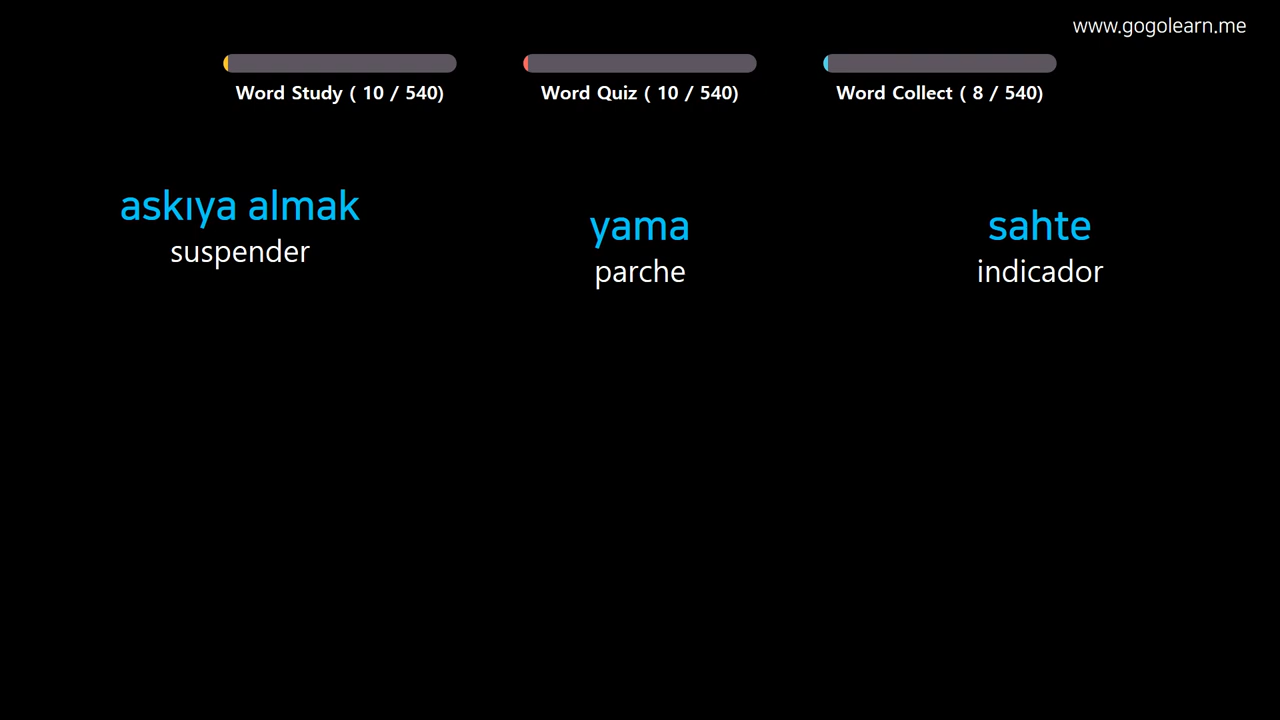 www.gogolearn.me
Word Study ( 10 / 540)
Word Quiz ( 10 / 540)
Word Collect ( 8 / 540)
askıya almak
suspender
yama
parche
sahte
indicador